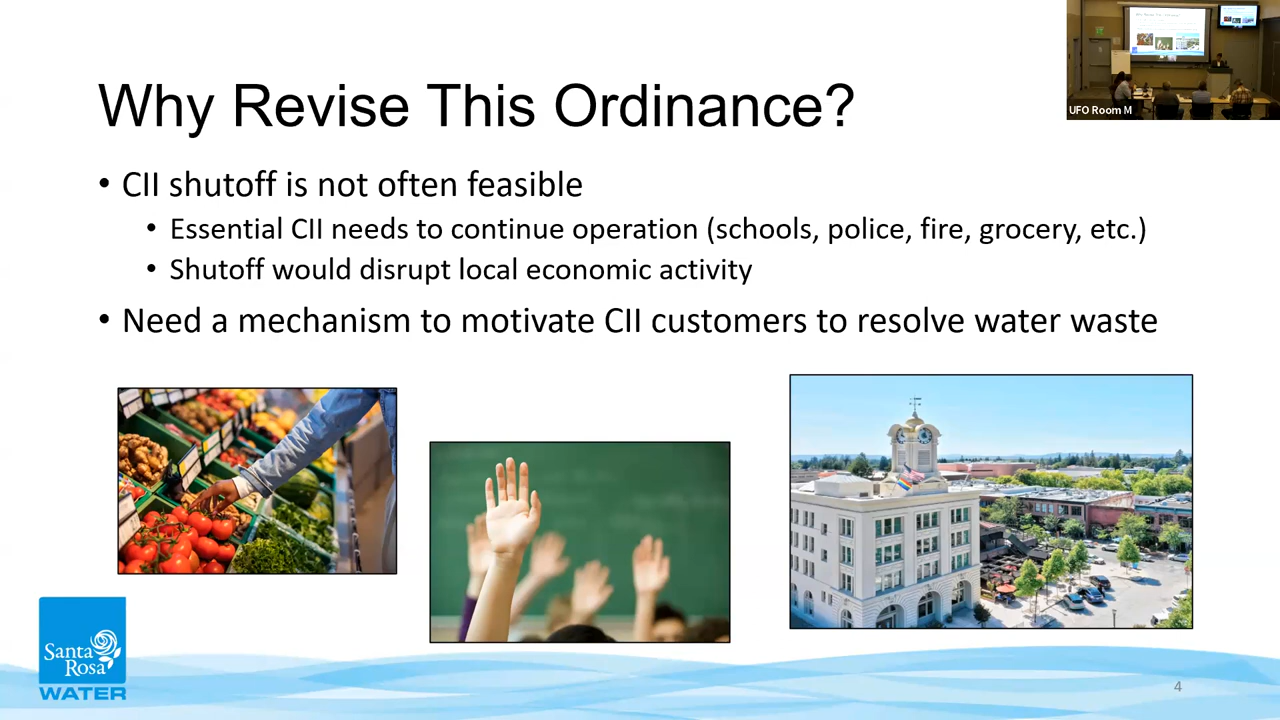 Why Revise This Ordinance?
• CII shutoff is not often feasible
• Essential CII needs to continue operation (schools, police, fire, grocery, etc.)
• Shutoff would disrupt local economic activity
• Need a mechanism to motivate CII customers to resolve water waste
UFO Room M
Santa
Rosa
WATER
4